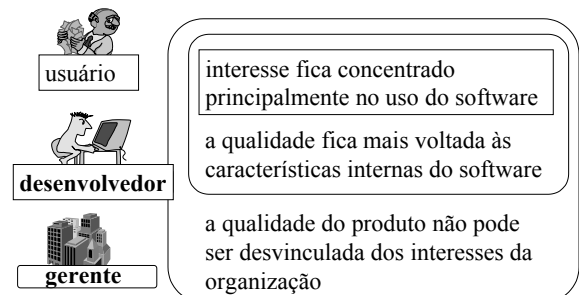 usuário
interesse fica concentrado
principalmente no uso do software
desenvolvedor
a qualidade fica mais voltada às
características internas do software
gerente
a qualidade do produto não pode
ser desvinculada dos interesses da
organização